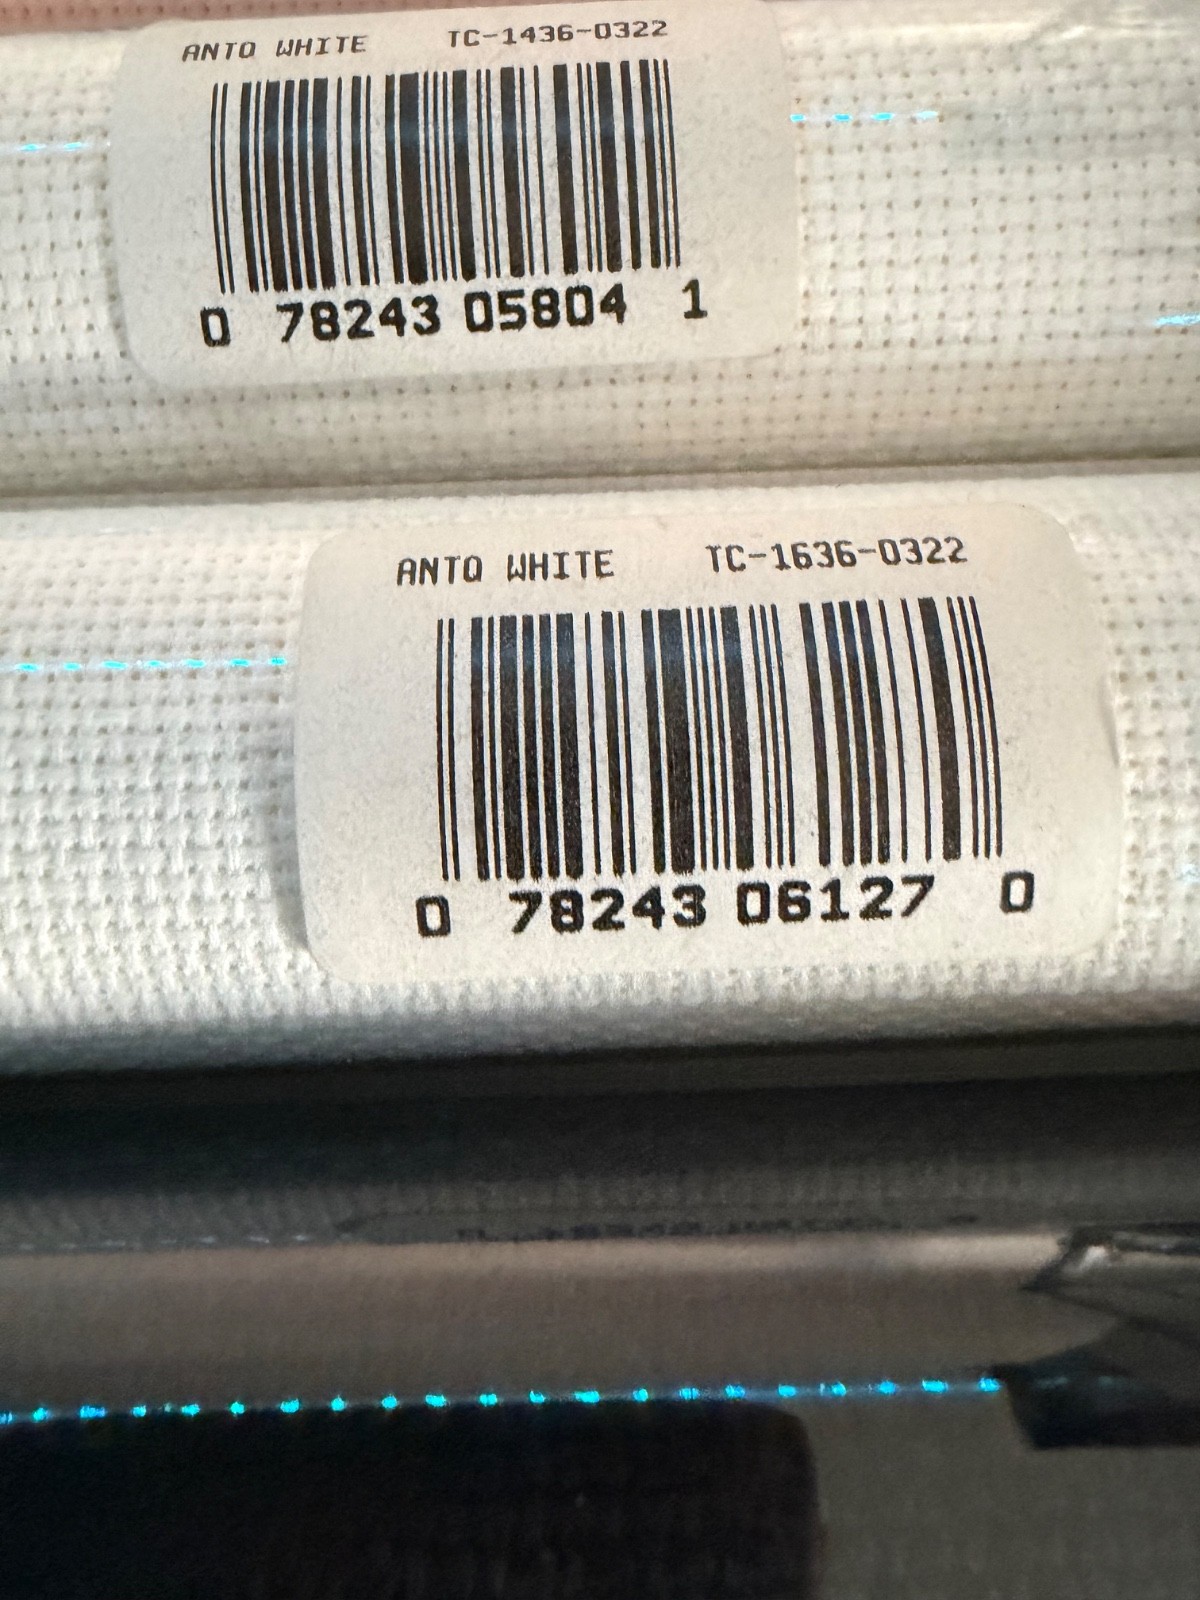 ANTQ WHITE TC-1436-0322
0 78243 05804 1
ANTQ WHITE TC-1636-0322
0 78243 06127 0